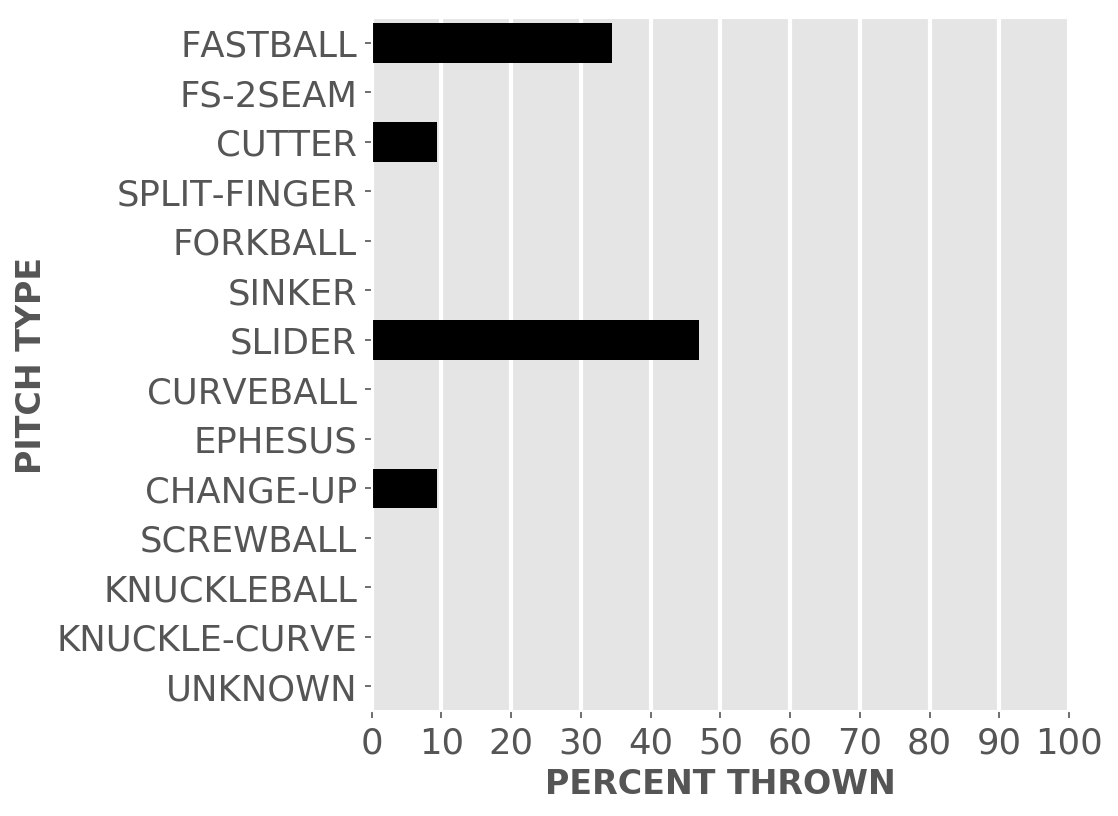 FASTBALL
FS-2SEAM
CUTTER
SPLIT-FINGER
FORKBALL
SINKER
SLIDER
CURVEBALL
EPHESUS
CHANGE-UP
SCREWBALL
KNUCKLEBALL
KNUCKLE-CURVE
UNKNOWN
PITCH TYPE
0 10 20 30 40 50 60 70 80 90 100
PERCENT THROWN